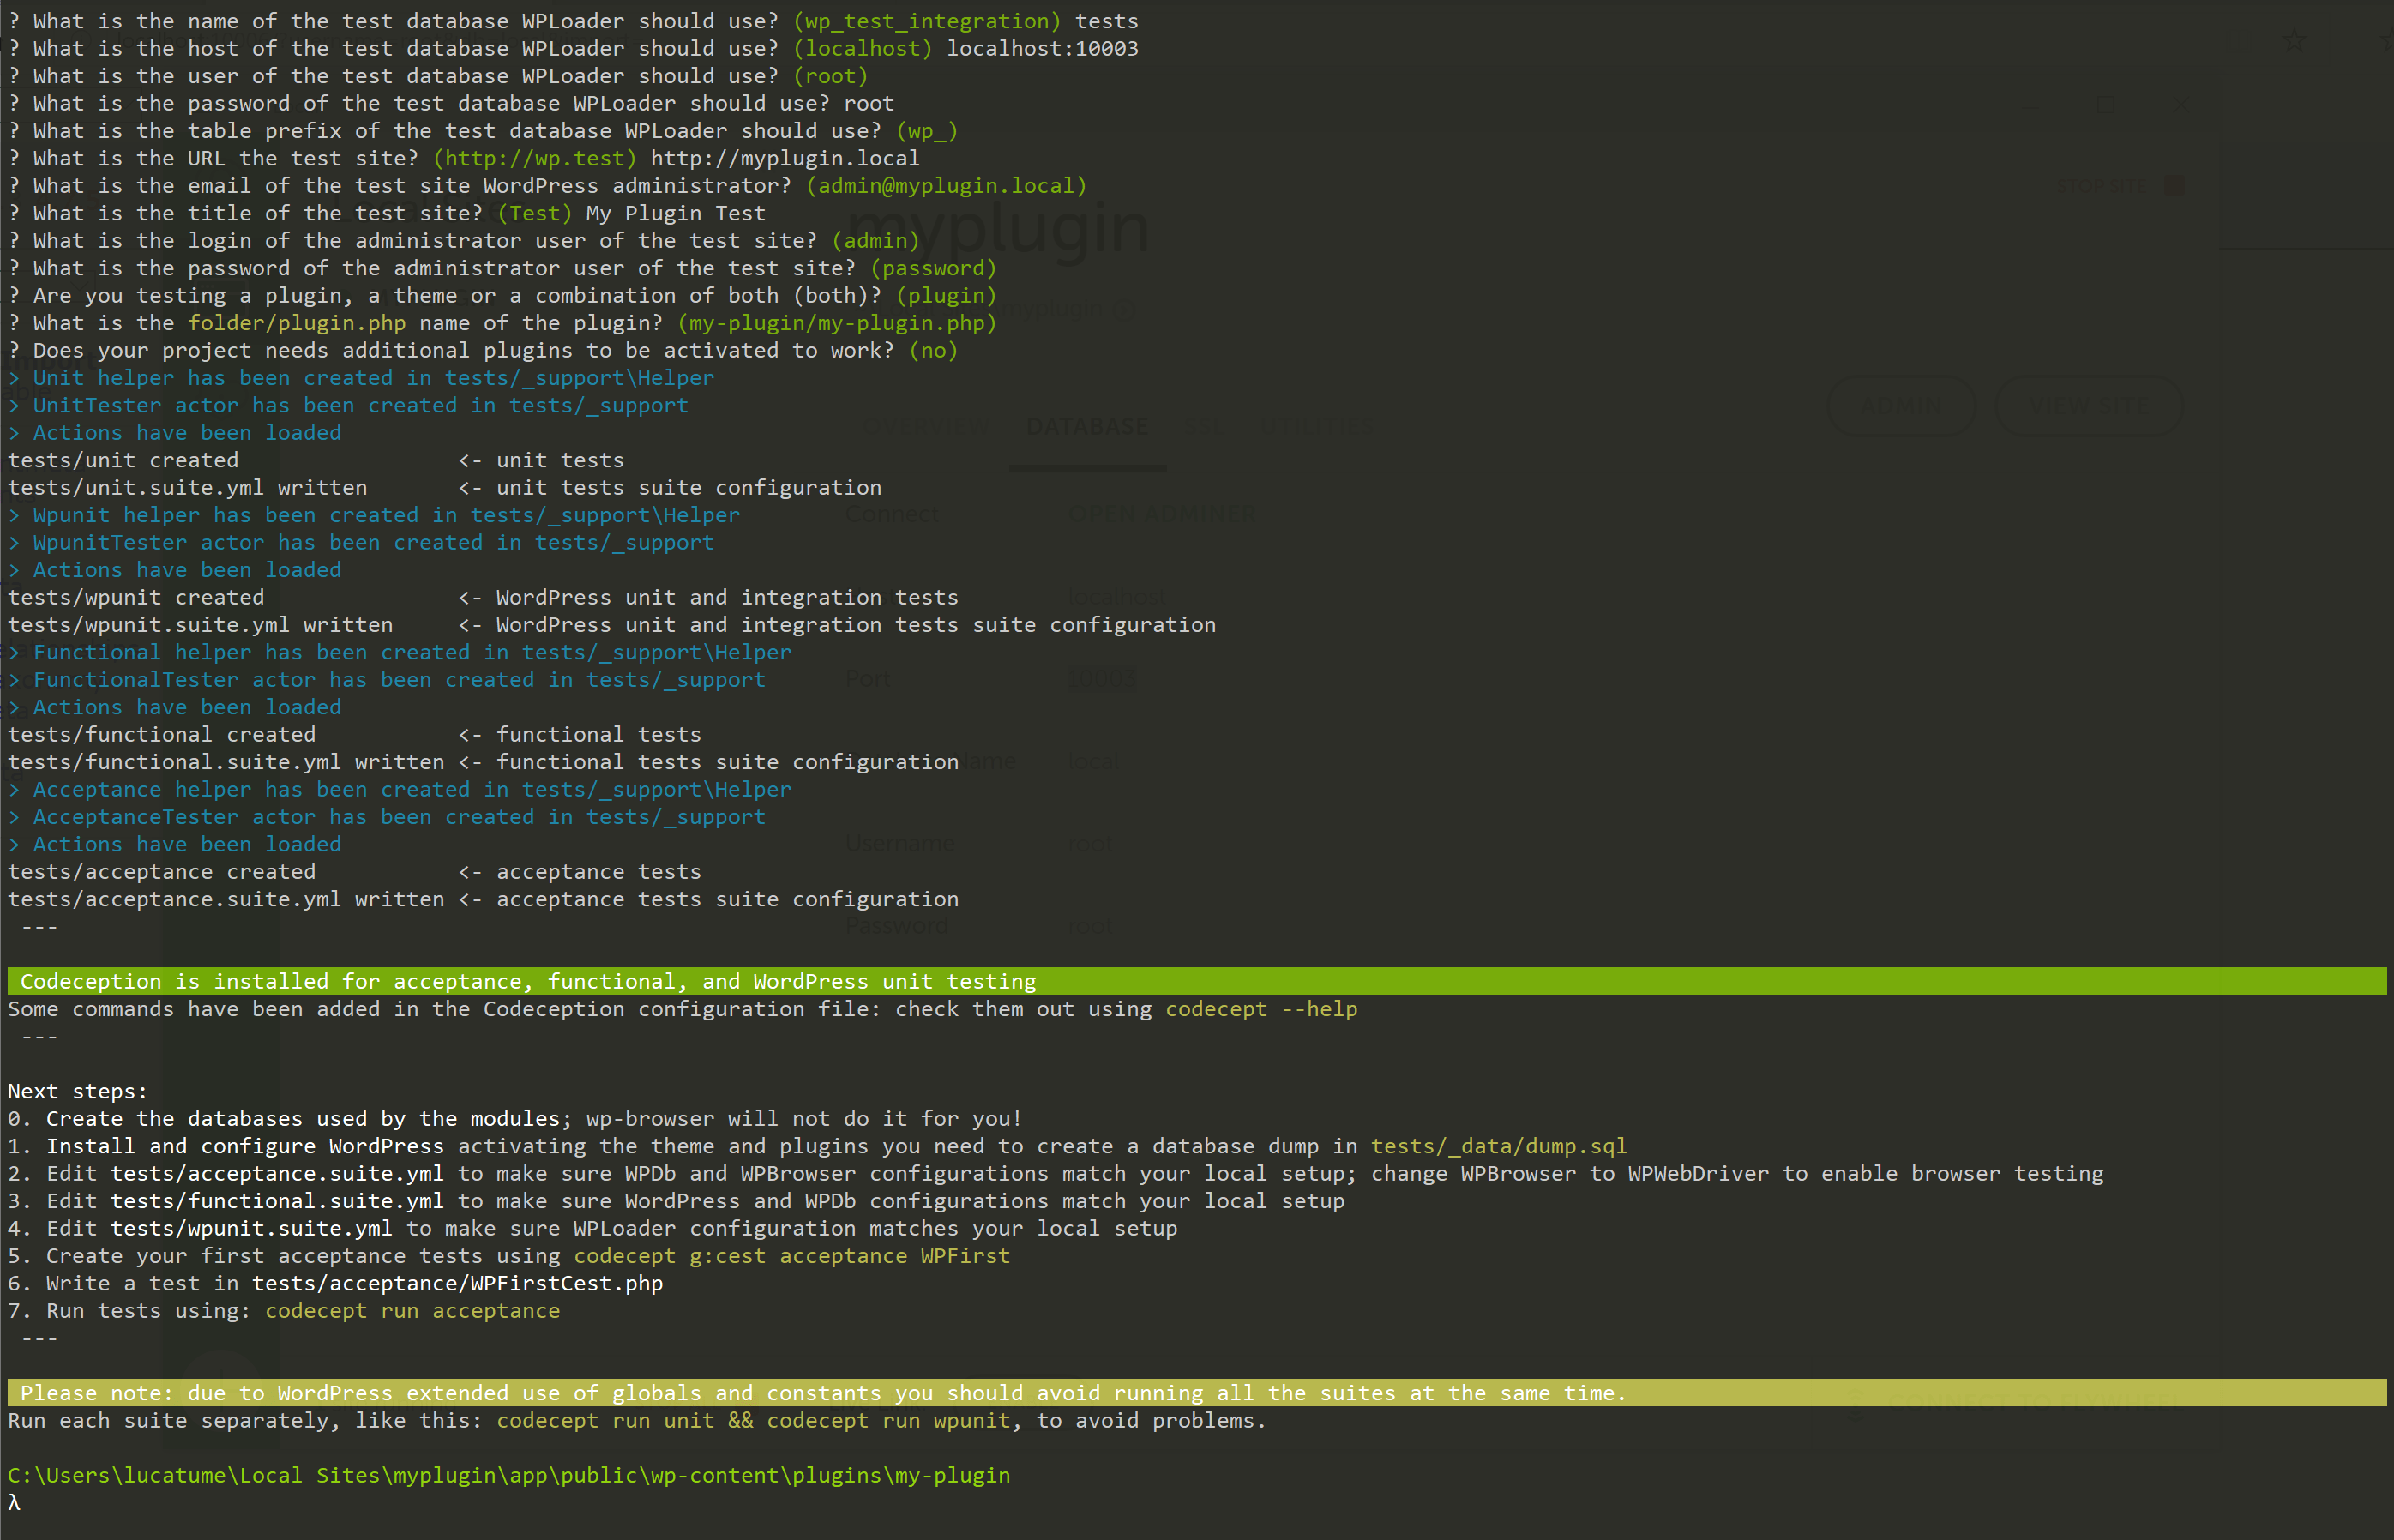 ? What is the name of the test database WPLoader should use? (wp_test_integration) tests
? What is the host of the test database WPLoader should use? (localhost) localhost:10003
? What is the user of the test database WPLoader should use? (root)
? What is the password of the test database WPLoader should use? root
? What is the table prefix of the test database WPLoader should use? (wp_)
? What is the URL the test site? (http://wp.test) http://myplugin.local
STOP SITE
? What is the email of the test site WordPress administrator? (admin@myplugin.local)
? What is the title of the test site? (Test) My Plugin Test
myplugin
? What is the login of the administrator user of the test site? (admin)
? What is the password of the administrator user of the test site? (password)
? Are you testing a plugin, a theme or a combination of both (both)? (plugin)
? What is the folder/plugin.php name of the plugin? (my-plugin/my-plugin.php)
? Does your project needs additional plugins to be activated to work? (no)
> Unit helper has been created in tests/_support\Helper
> UnitTester actor has been created in tests/_support
ADMIN VIEW SITE
OVERVIEW DATABASE SSL UTILITIES
> Actions have been loaded
tests/unit created <- unit tests
tests/unit.suite.yml written <- unit tests suite configuration
> Wpunit helper has been created in tests/_support\Helper
Connect OPEN ADMINER
> WpunitTester actor has been created in tests/_support
> Actions have been loaded
tests/wpunit created <- WordPress unit and integration tests
localhost
tests/wpunit.suite.yml written <- WordPress unit and integration tests suite configuration
> Functional helper has been created in tests/_support\Helper
> FunctionalTester actor has been created in tests/_support
Port 10003
> Actions have been loaded
tests/functional created <- functional tests
tests/functional.suite.yml written <- functional tests suite configuration
Name local
> Acceptance helper has been created in tests/_support\Helper
> AcceptanceTester actor has been created in tests/_support
> Actions have been loaded
Username root
tests/acceptance created <- acceptance tests
tests/acceptance.suite.yml written <- acceptance tests suite configuration
---
Password root
Codeception is installed for acceptance, functional, and WordPress unit testing
Some commands have been added in the Codeception configuration file: check them out using codecept --help
---
Next steps:
0. Create the databases used by the modules; wp-browser will not do it for you!
1. Install and configure WordPress activating the theme and plugins you need to create a database dump in tests/_data/dump.sql
2. Edit tests/acceptance.suite.yml to make sure WPDb and WPBrowser configurations match your local setup; change WPBrowser to WPWebDriver to enable browser testing
3. Edit tests/functional.suite.yml to make sure WordPress and WPDb configurations match your local setup
4. Edit tests/wpunit.suite.yml to make sure WPLoader configuration matches your local setup
5. Create your first acceptance tests using codecept g:cest acceptance WPFirst
6. Write a test in tests/acceptance/WPFirstCest.php
7. Run tests using: codecept run acceptance
---
Please note: due to WordPress extended use of globals and constants you should avoid running all the suites at the same time.
Run each suite separately, like this: codecept run unit && codecept run wpunit, to avoid problems.
C:\Users\lucatume\Local Sites\myplugin\app\public\wp-content\plugins\my-plugin
λ